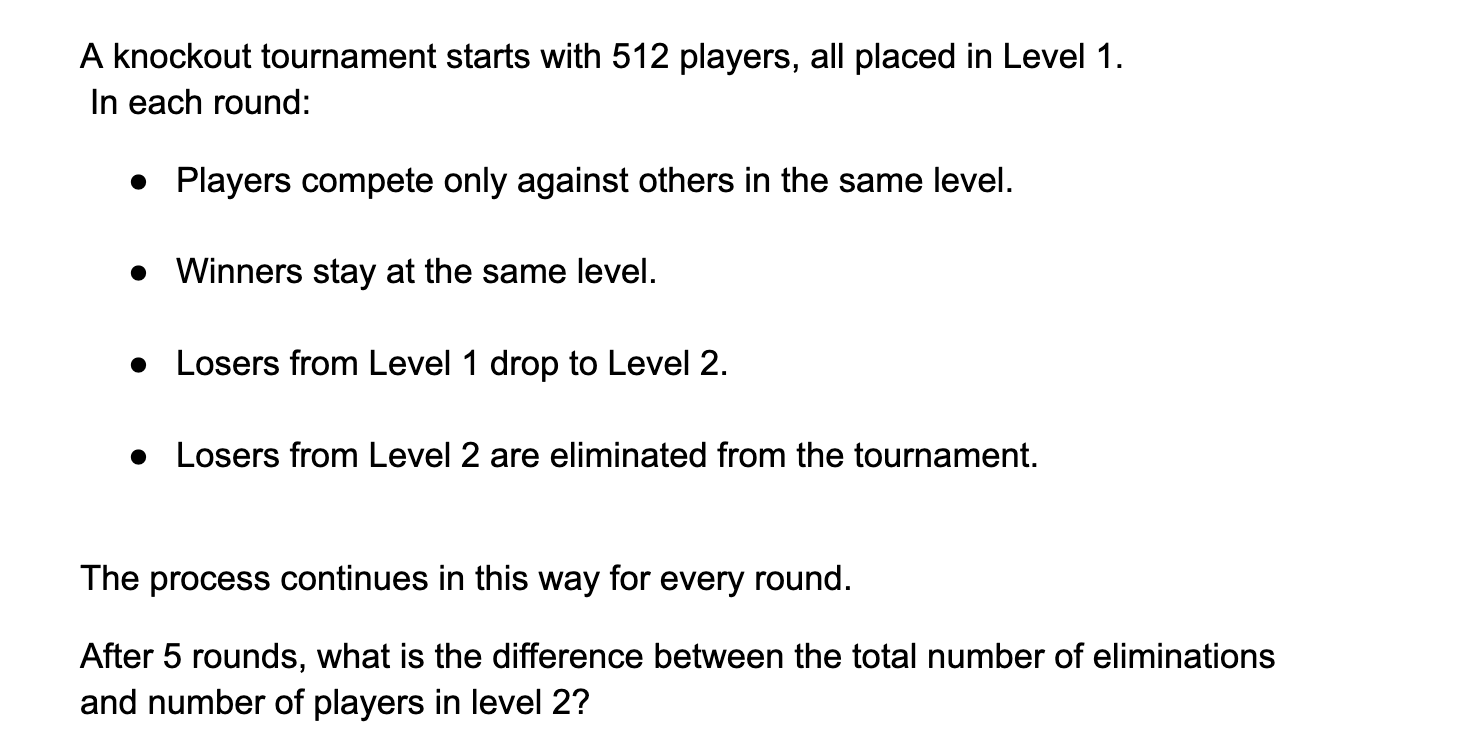 A knockout tournament starts with 512 players, all placed in Level 1.
In each round:
● Players compete only against others in the same level.
● Winners stay at the same level.
● Losers from Level 1 drop to Level 2.
● Losers from Level 2 are eliminated from the tournament.
The process continues in this way for every round.
After 5 rounds, what is the difference between the total number of eliminations
and number of players in level 2?